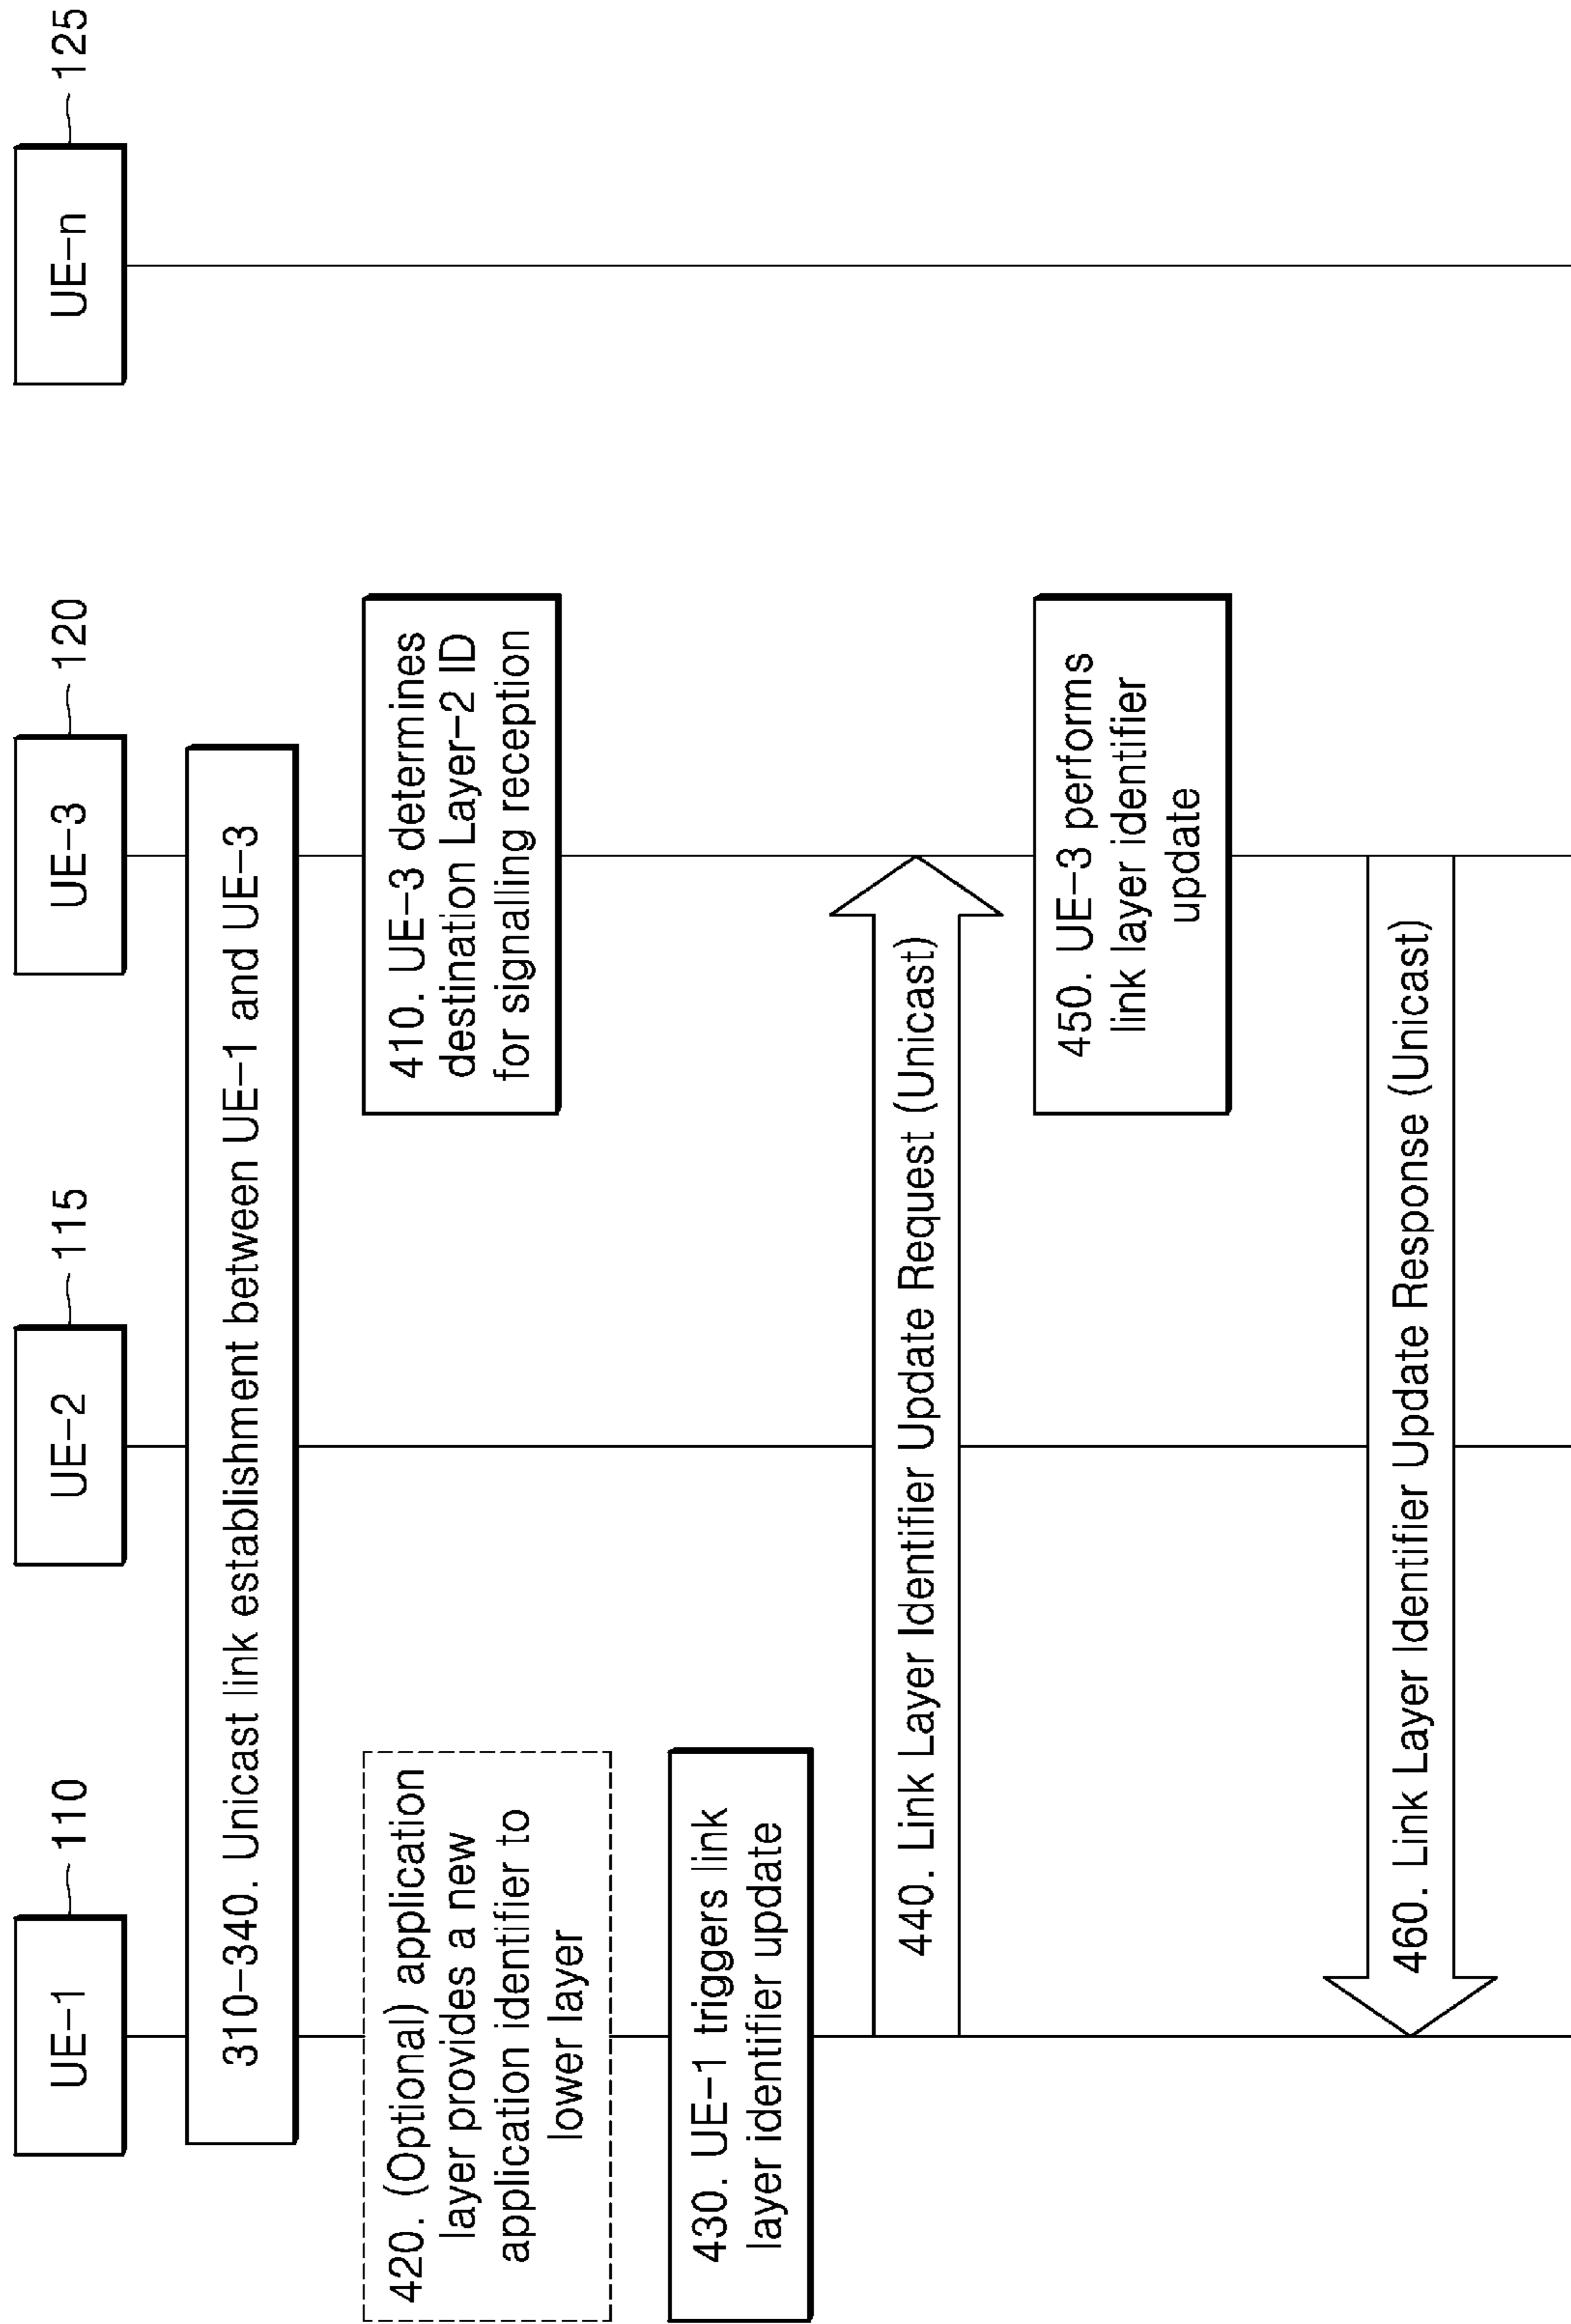 UE-1
110
UE-2
115
UE-3
120
UE-n
125
310-340. Unicast link establishment between UE-1 and UE-3
410. UE-3 determines
destination Layer-2 ID
for signalling reception
420. (Optional) application
layer provides a new
application identifier to
lower layer
430. UE-1 triggers link
layer identifier update
440. Link Layer Identifier Update Request (Unicast)
450. UE-3 performs
link layer identifier
update
460. Link Layer Identifier Update Response (Unicast)